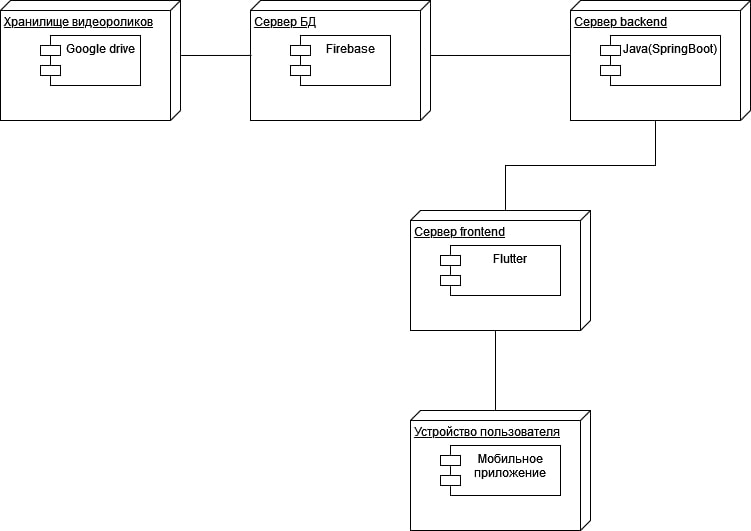 Хранилище видеороликов
Google drive
Сервер БД
Firebase
Сервер backend
Java(SpringBoot)
Сервер frontend
Flutter
Устройство пользователя
Мобильное
приложение